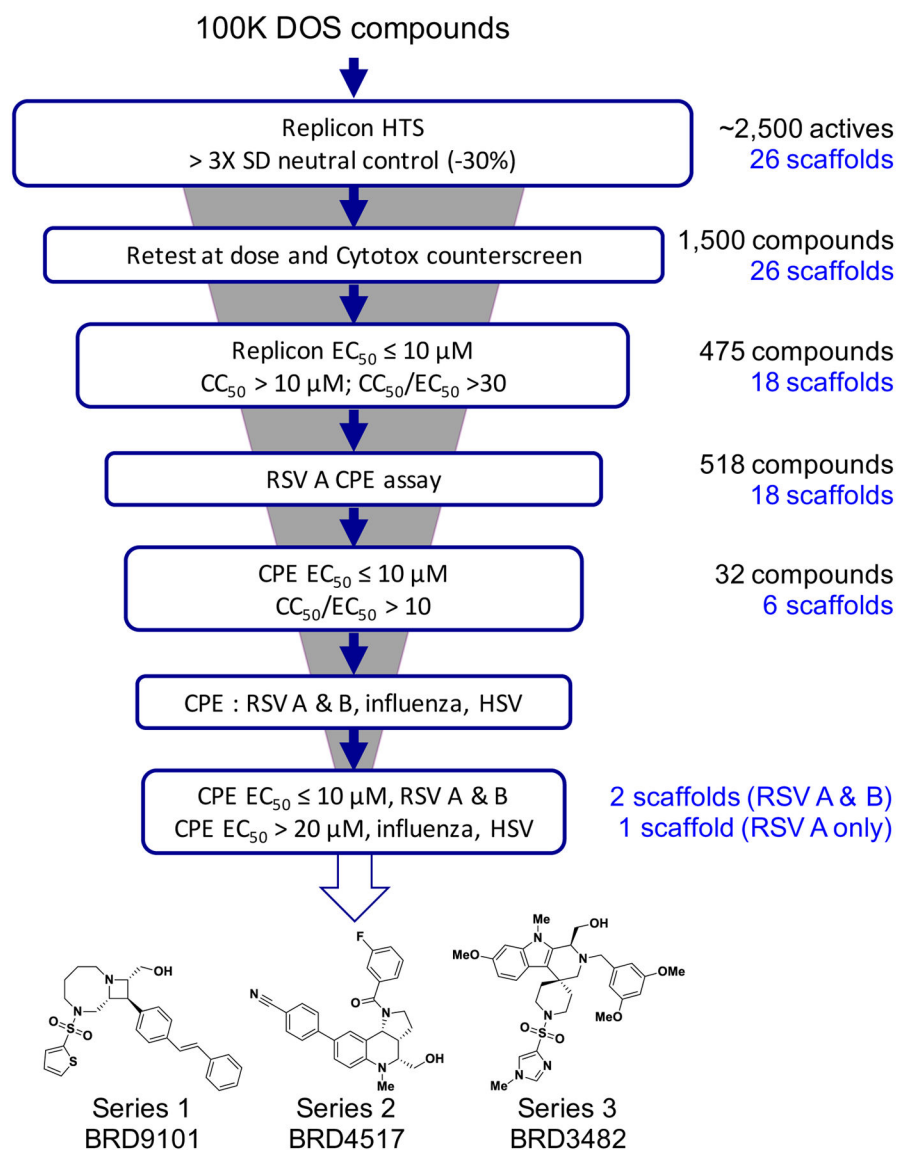 100K DOS compounds
Replicon HTS
> 3X SD neutral control (-30%)
~2,500 actives
26 scaffolds
Retest at dose and Cytotox counterscreen
1,500 compounds
26 scaffolds
Replicon EC50 ≤ 10 µM
CC50 > 10 µM; CC50/EC50 >30
475 compounds
18 scaffolds
RSV A CPE assay
518 compounds
18 scaffolds
CPE EC50 ≤ 10 µM
CC50/EC50 > 10
32 compounds
6 scaffolds
CPE : RSV A & B, influenza, HSV
CPE EC50 ≤ 10 µM, RSV A & B
CPE EC50 > 20 µM, influenza, HSV
2 scaffolds (RSV A & B)
1 scaffold (RSV A only)
N
OH
N
O
S
O
S
F
N
O
N
N
Me
OH
Me
N
OH
MeO
N
OMe
MeO
N
O
S
O
N
N
Me
Series 1
BRD9101
Series 2
BRD4517
Series 3
BRD3482